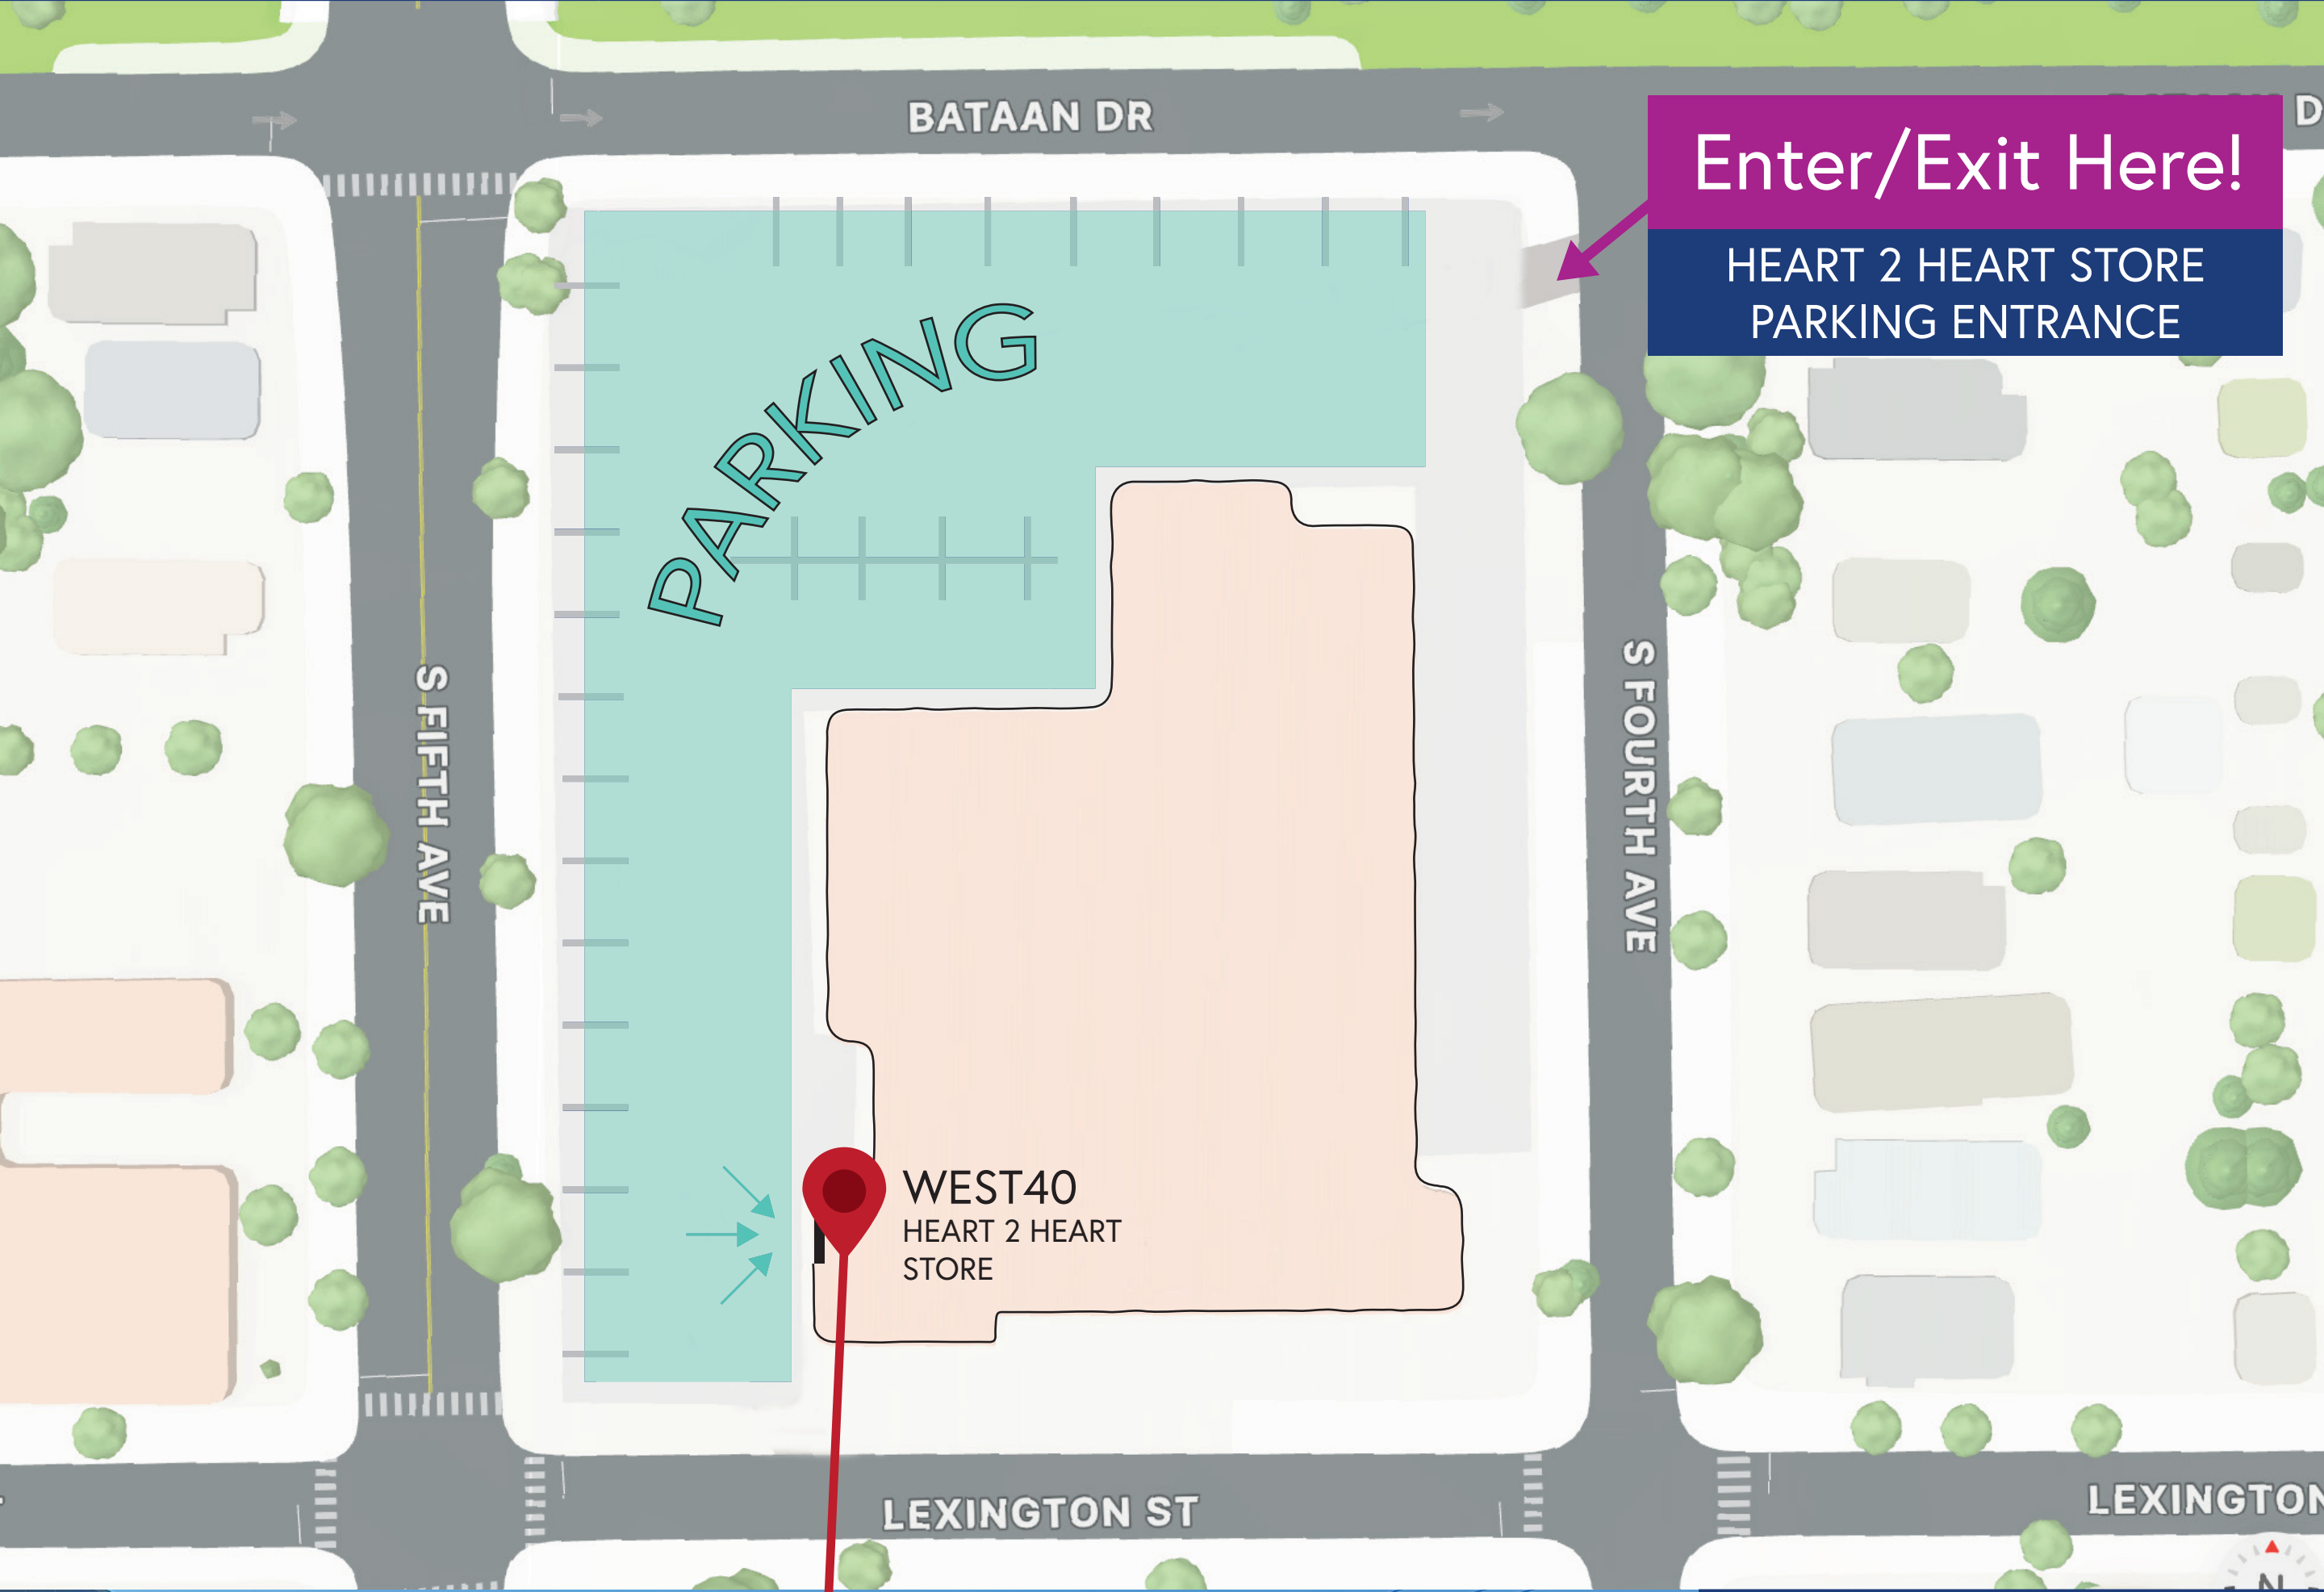 BATAAN DR
D
Enter/Exit Here!
HEART 2 HEART STORE
PARKING ENTRANCE
PARKING
S FIFTH AVE
S FOURTH AVE
WEST40
HEART 2 HEART
STORE
LEXINGTON ST
LEXINGTON
N